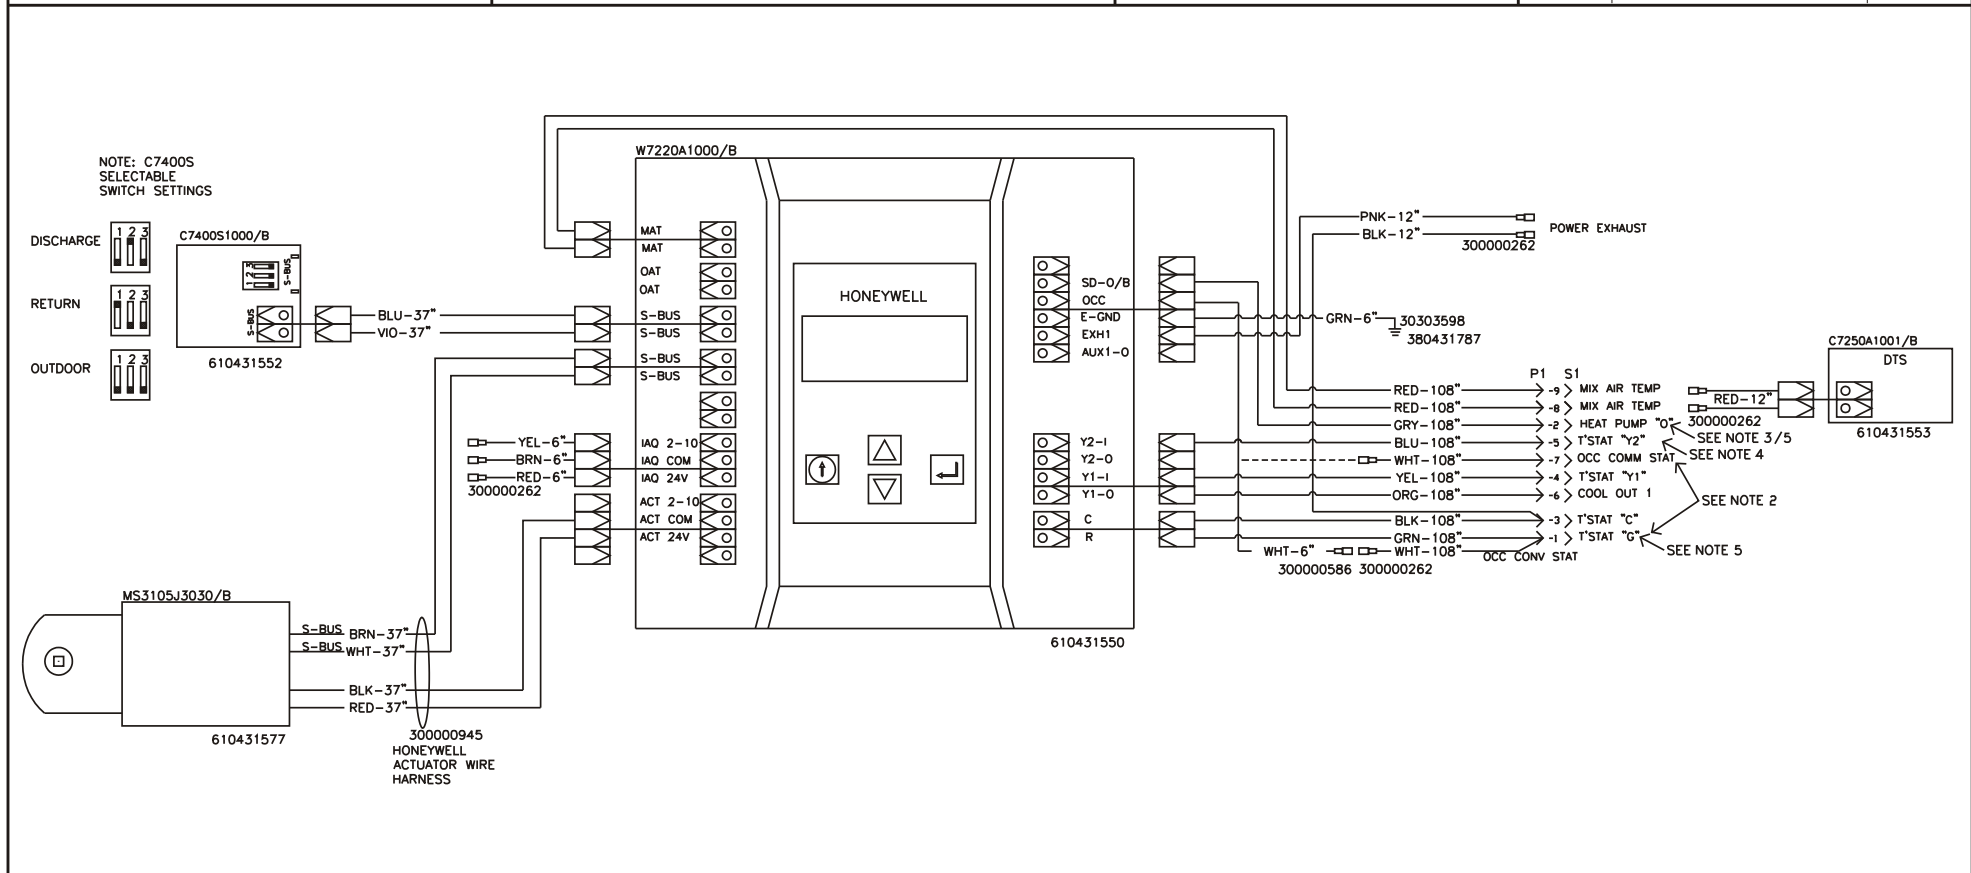 NOTE: C7400S
SELECTABLE
SWITCH SETTINGS
DISCHARGE
1 2 3
RETURN
1 2 3
OUTDOOR
1 2 3
C7400S1000/B
1 2 3
S-BUS
S-BUS
610431552
BLU-37"
VIO-37"
W7220A1000/B
MAT
MAT
OAT
OAT
S-BUS
S-BUS
S-BUS
S-BUS
IAQ 2-10
IAQ COM
IAQ 24V
ACT 2-10
ACT COM
ACT 24V
YEL-6"
BRN-6"
RED-6"
300000262
HONEYWELL
SD-O/B
OCC
E-GND
EXH1
AUX1-O
Y2-I
Y2-O
Y1-I
Y1-O
C
R
610431550
MS3105J3030/B
S-BUS BRN-37"
S-BUS WHT-37"
BLK-37"
RED-37"
610431577
300000945
HONEYWELL
ACTUATOR WIRE
HARNESS
PNK-12"
BLK-12"
300000262
POWER EXHAUST
GRN-6"
30303598
380431787
P1 S1
RED-108" -9 MIX AIR TEMP
RED-108" -8 MIX AIR TEMP
GRY-108" -2 HEAT PUMP "O"
BLU-108" -5 T'STAT "Y2"
WHT-108" -7 OCC COMM STAT
YEL-108" -4 T'STAT "Y1"
ORG-108" -6 COOL OUT 1
BLK-108" -3 T'STAT "C"
GRN-108" -1 T'STAT "G"
WHT-6" WHT-108"
OCC CONV STAT
300000586 300000262
RED-12"
300000262
SEE NOTE 3/5
SEE NOTE 4
SEE NOTE 2
SEE NOTE 5
C7250A1001/B
DTS
610431553